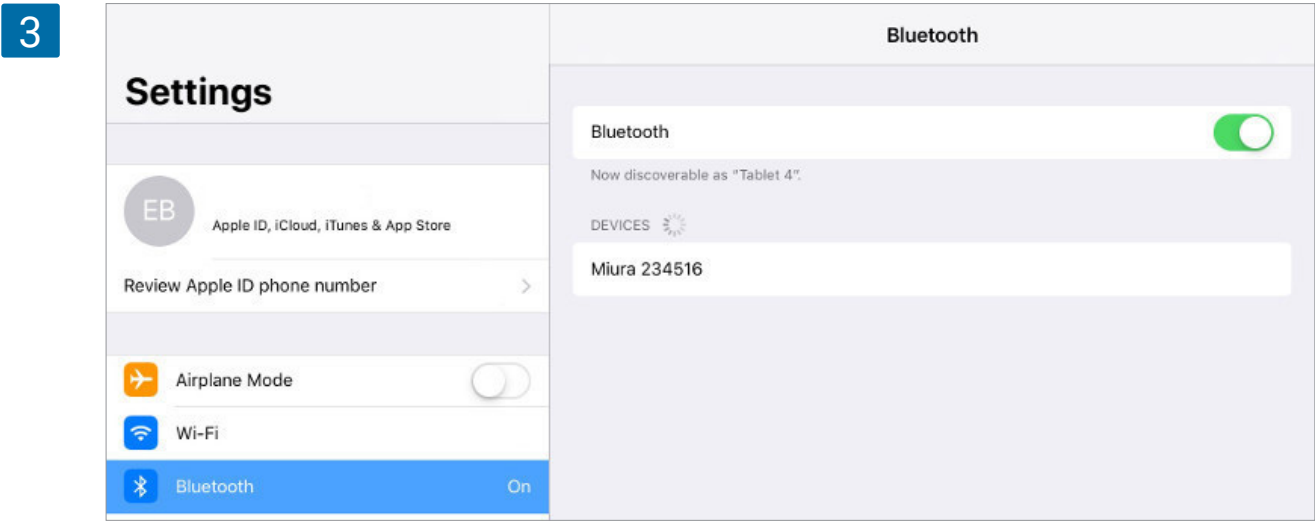 3
Settings
EB
Apple ID, iCloud, iTunes & App Store
Review Apple ID phone number
Airplane Mode
Wi-Fi
Bluetooth On
Bluetooth
Bluetooth
Now discoverable as "Tablet 4".
DEVICES
Miura 234516